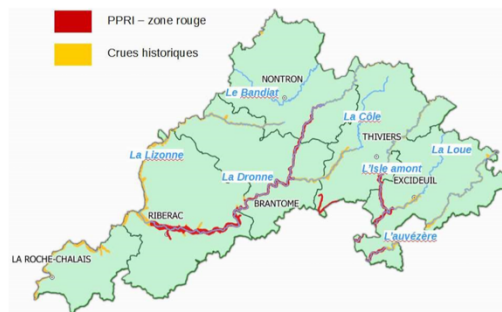 PPRI – zone rouge
Crues historiques
NONTRON
Le Bandiat
La Côle
THIVIERS
La Lizonne
La Loue
La Dronne
L'Isle amont
EXCIDEUIL
BRANTOME
RIBERAC
L'auvézère
LA ROCHE-CHALAIS